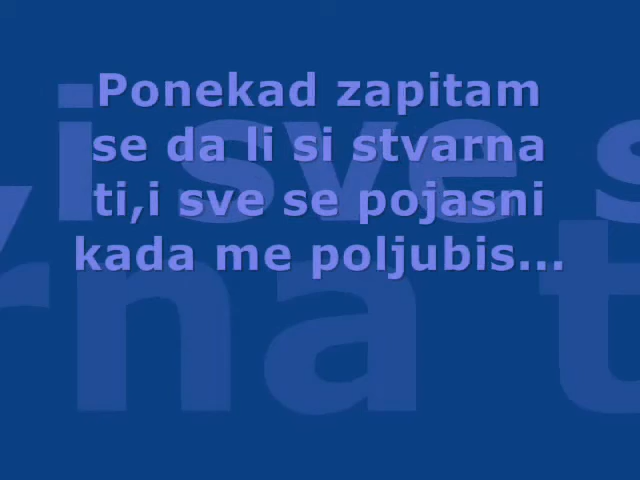 Ponekad zapitam
se da li si stvarna
ti,i sve se pojasni
kada me poljubis...